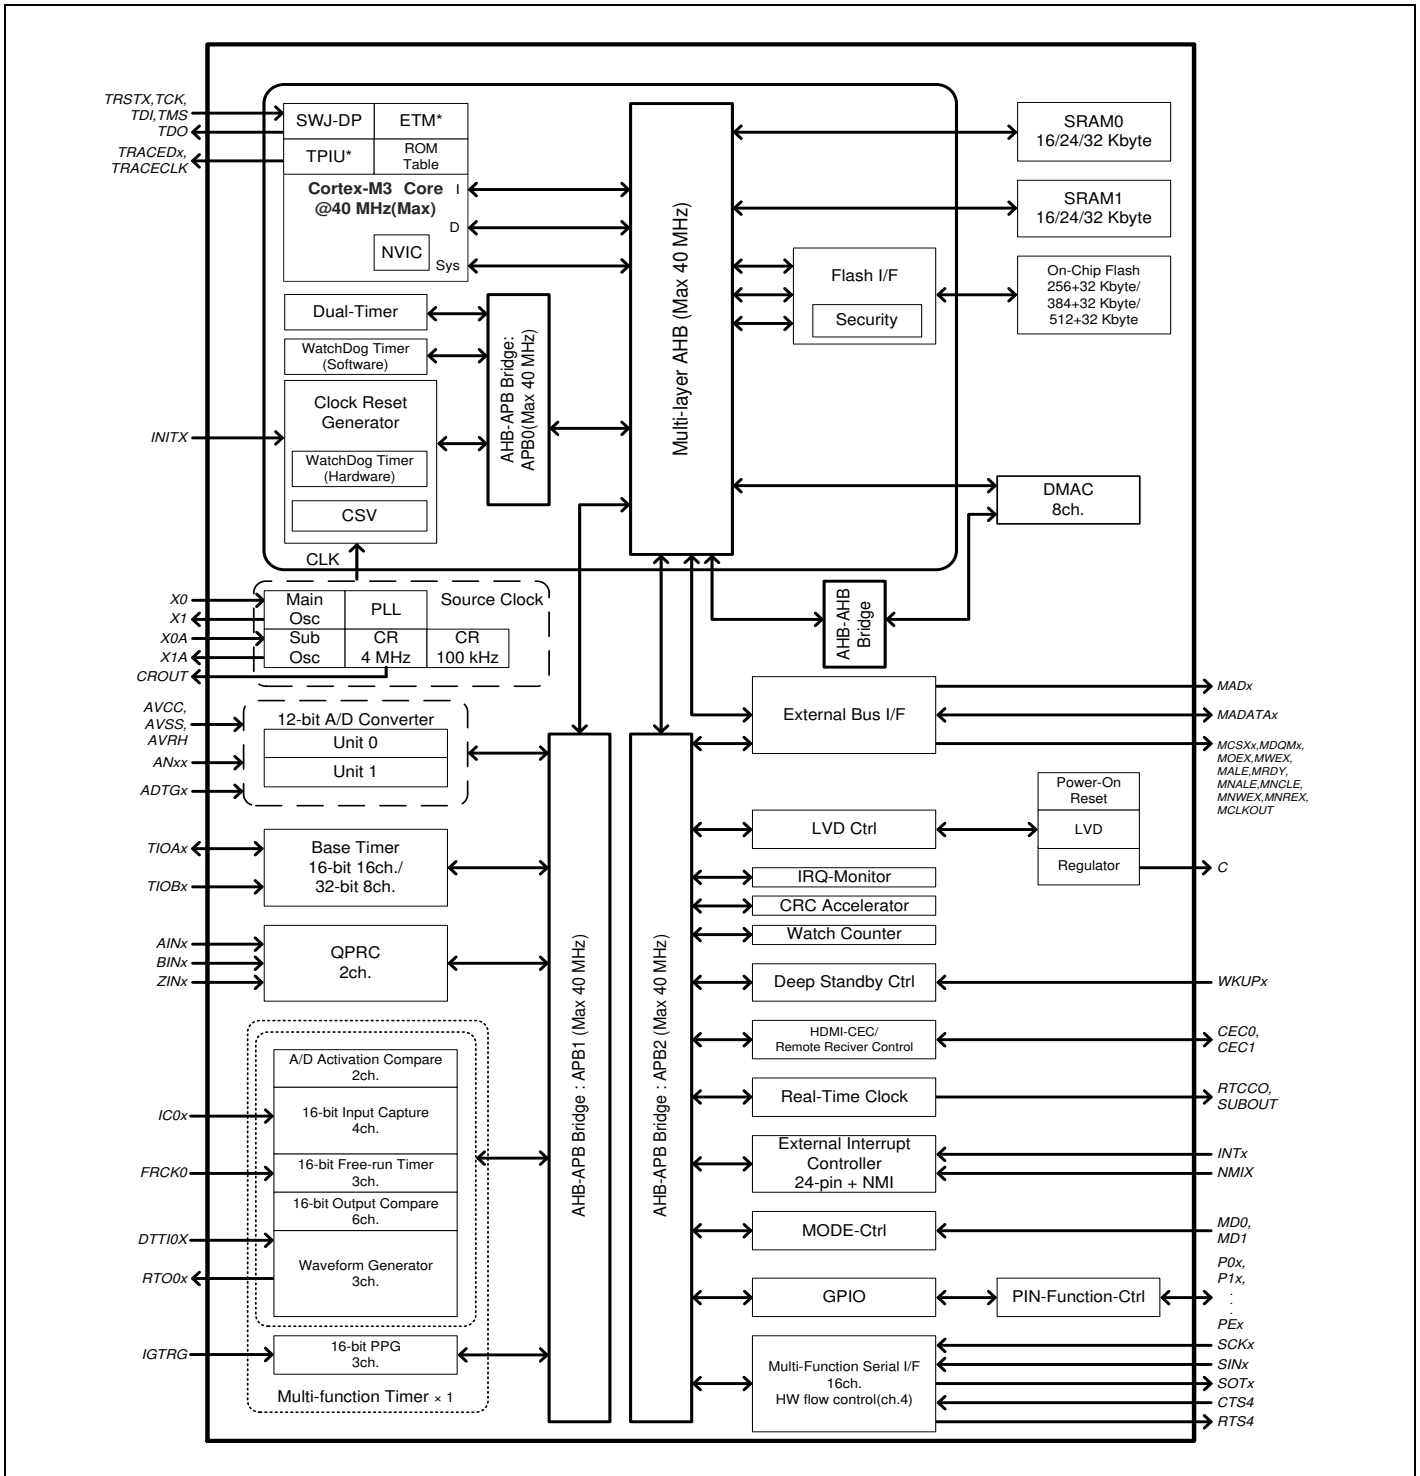 TRSTX,TCK,
TDI,TMS
TDO
TRACEDx,
TRACECLK
SWJ-DP
ETM*
TPIU*
ROM
Table
Cortex-M3 Core
@40 MHz(Max)
I
D
Sys
NVIC
Dual-Timer
WatchDog Timer
(Software)
Clock Reset
Generator
WatchDog Timer
(Hardware)
CSV
INITX
CLK
AHB-APB Bridge:
APB0(Max 40 MHz)
Multi-layer AHB (Max 40 MHz)
SRAM0
16/24/32 Kbyte
SRAM1
16/24/32 Kbyte
Flash I/F
Security
On-Chip Flash
256+32 Kbyte/
384+32 Kbyte/
512+32 Kbyte
DMAC
8ch.
AHB-AHB
Bridge
X0
X1
X0A
X1A
CROUT
Main
Osc
PLL
Source Clock
Sub
Osc
CR
4 MHz
CR
100 kHz
AVCC,
AVSS,
AVRH
ANxx
ADTGx
12-bit A/D Converter
Unit 0
Unit 1
TIOAx
TIOBx
Base Timer
16-bit 16ch./
32-bit 8ch.
AINx
BINx
ZINx
QPRC
2ch.
A/D Activation Compare
2ch.
IC0x
16-bit Input Capture
4ch.
FRCK0
16-bit Free-run Timer
3ch.
16-bit Output Compare
6ch.
DTTI0X
RTO0x
Waveform Generator
3ch.
IGTRG
16-bit PPG
3ch.
Multi-function Timer × 1
AHB-APB Bridge : APB1 (Max 40 MHz)
AHB-APB Bridge : APB2 (Max 40 MHz)
External Bus I/F
MADx
MADATAx
MCSXx,MDQMx,
MOEX,MWEX,
MALE,MRDY,
MNALE,MNCLE,
MNWEX,MNREX,
MCLKOUT
LVD Ctrl
Power-On
Reset
LVD
Regulator
C
IRQ-Monitor
CRC Accelerator
Watch Counter
Deep Standby Ctrl
WKUPx
HDMI-CEC/
Remote Reciver Control
CEC0,
CEC1
Real-Time Clock
RTCCO,
SUBOUT
External Interrupt
Controller
24-pin + NMI
INTx
NMIX
MODE-Ctrl
MD0,
MD1
GPIO
PIN-Function-Ctrl
P0x,
P1x,
:
.
PEx
Multi-Function Serial I/F
16ch.
HW flow control(ch.4)
SCKx
SINx
SOTx
CTS4
RTS4